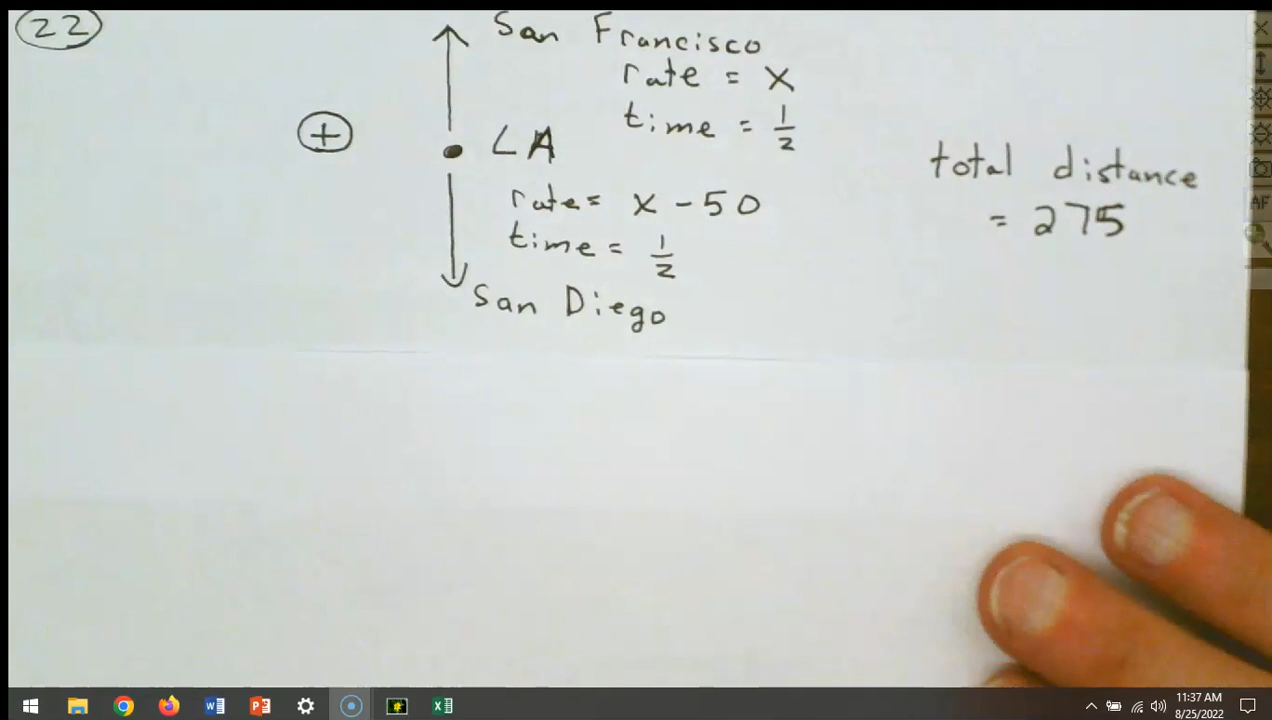 22
San Francisco
rate = x
time = 1/2
+
LA
total distance
= 275
rate = x - 50
time = 1/2
San Diego
AF
11:37 AM
8/25/2022